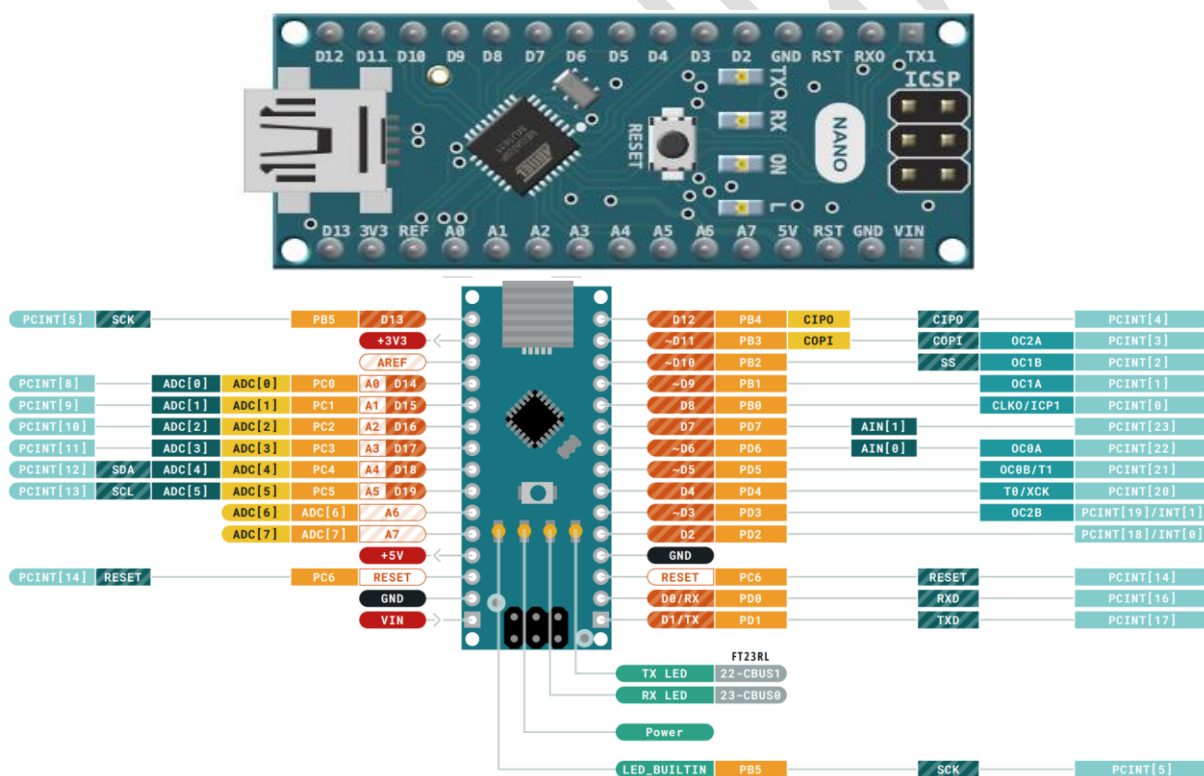 D12 D11 D10 D9 D8 D7 D6 D5 D4 D3 D2 GND RST RX0 TX1
TX
ICSP
RX
RESET
NANO
ON
ATMEL
L
D13 3V3 REF A0 A1 A2 A3 A4 A5 A6 A7 5V RST GND VIN
PCINT[5] SCK PB5 D13 D12 PB4 CIPO CIPO PCINT[4]
+3V3 ~D11 PB3 COPI COPI OC2A PCINT[3]
AREF ~D10 PB2 SS OC1B PCINT[2]
PCINT[8] ADC[0] ADC[0] PC0 A0 D14 ~D9 PB1 OC1A PCINT[1]
PCINT[9] ADC[1] ADC[1] PC1 A1 D15 D8 PB0 CLKO/ICP1 PCINT[0]
PCINT[10] ADC[2] ADC[2] PC2 A2 D16 D7 PD7 AIN[1] PCINT[23]
PCINT[11] ADC[3] ADC[3] PC3 A3 D17 ~D6 PD6 AIN[0] OC0A PCINT[22]
PCINT[12] SDA ADC[4] ADC[4] PC4 A4 D18 ~D5 PD5 OC0B/T1 PCINT[21]
PCINT[13] SCL ADC[5] ADC[5] PC5 A5 D19 D4 PD4 T0/XCK PCINT[20]
ADC[6] ADC[6] A6 ~D3 PD3 OC2B PCINT[19]/INT[1]
ADC[7] ADC[7] A7 D2 PD2 PCINT[18]/INT[0]
+5V GND
PCINT[14] RESET PC6 RESET RESET PC6 RESET PCINT[14]
GND D0/RX PD0 RXD PCINT[16]
VIN D1/TX PD1 TXD PCINT[17]
FT23RL
TX LED 22-CBUS1
RX LED 23-CBUS0
Power
LED_BUILTIN PB5 SCK PCINT[5]